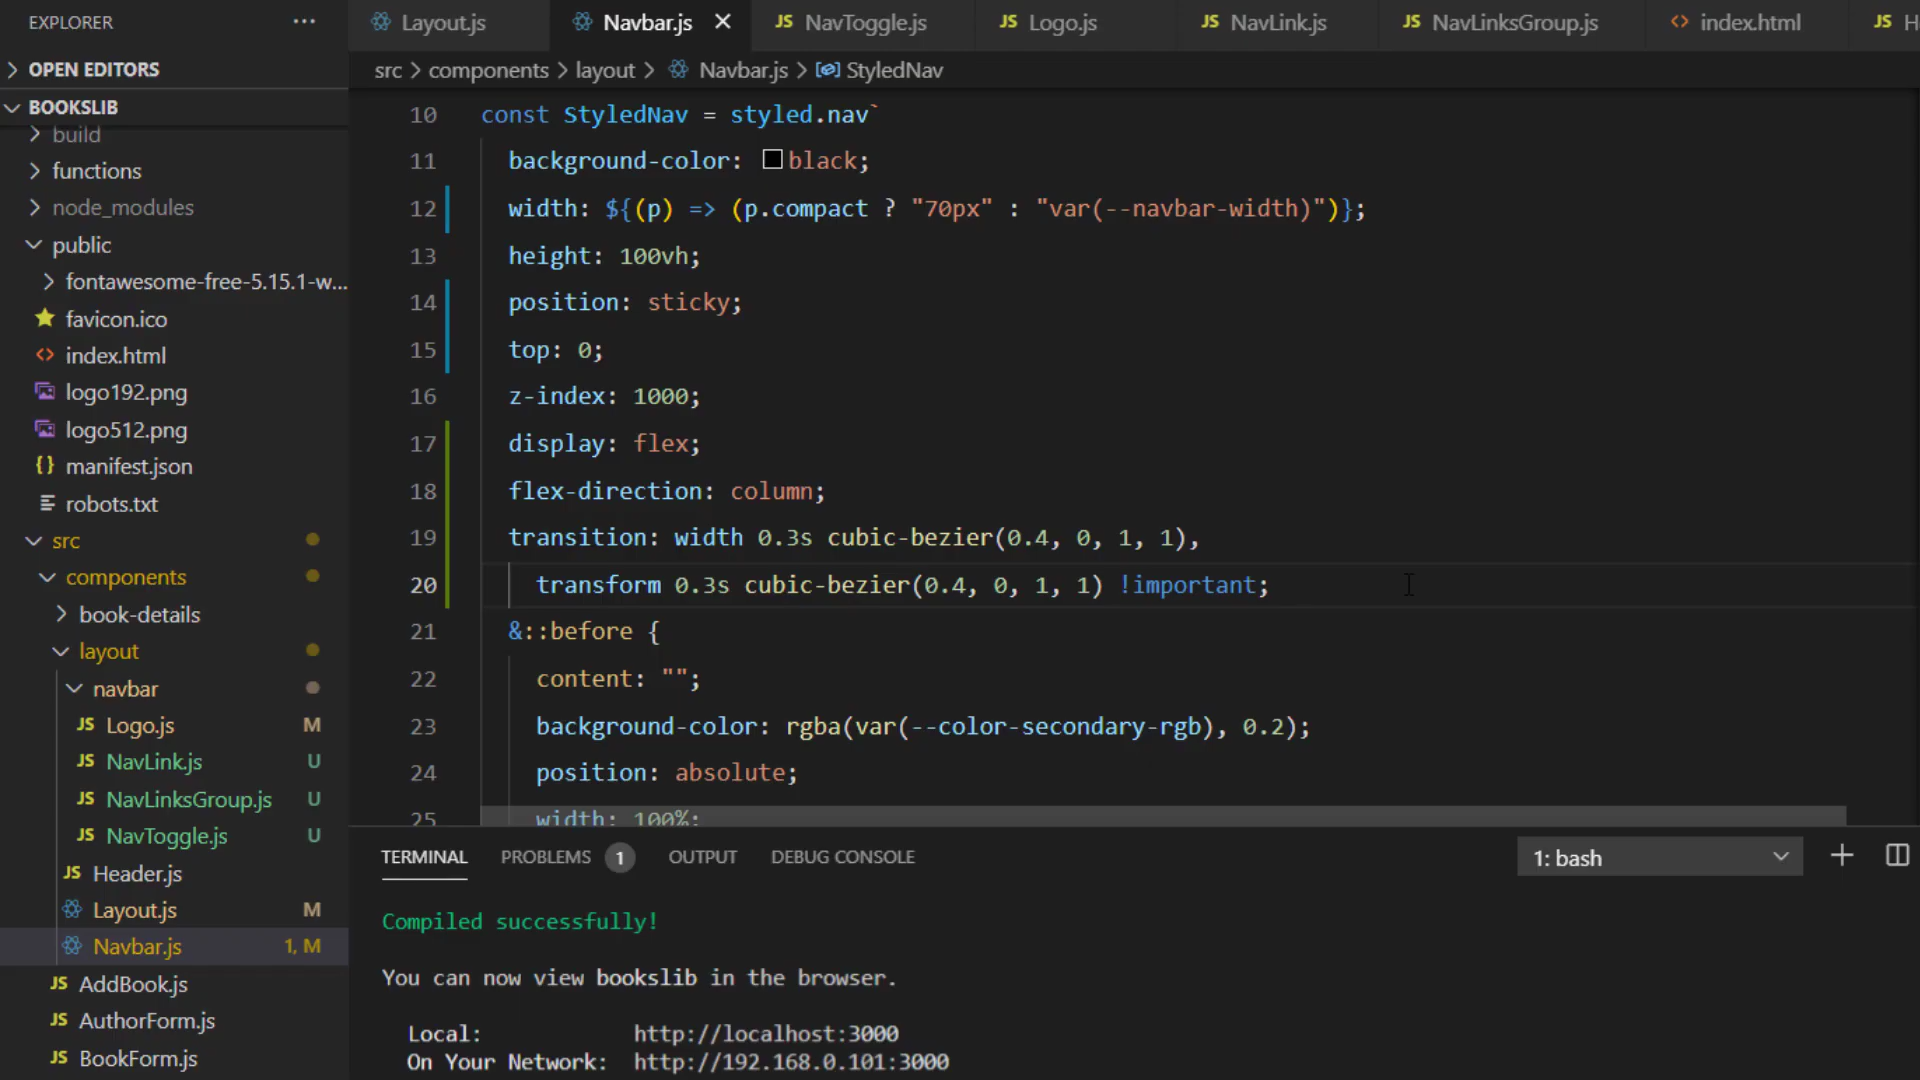 EXPLORER
OPEN EDITORS
BOOKSLIB
build
functions
node_modules
public
fontawesome-free-5.15.1-w...
favicon.ico
index.html
logo192.png
logo512.png
manifest.json
robots.txt
src
components
book-details
layout
navbar
Logo.js M
NavLink.js U
NavLinksGroup.js U
NavToggle.js U
Header.js
Layout.js M
Navbar.js 1, M
AddBook.js
AuthorForm.js
BookForm.js
Layout.js Navbar.js NavToggle.js Logo.js NavLink.js NavLinksGroup.js index.html
src > components > layout > Navbar.js > StyledNav
10 const StyledNav = styled.nav`
11 background-color: black;
12 width: ${(p) => (p.compact ? "70px" : "var(--navbar-width)")};
13 height: 100vh;
14 position: sticky;
15 top: 0;
16 z-index: 1000;
17 display: flex;
18 flex-direction: column;
19 transition: width 0.3s cubic-bezier(0.4, 0, 1, 1),
20 transform 0.3s cubic-bezier(0.4, 0, 1, 1) !important;
21 &::before {
22 content: "";
23 background-color: rgba(var(--color-secondary-rgb), 0.2);
24 position: absolute;
25 width: 100%;
TERMINAL PROBLEMS 1 OUTPUT DEBUG CONSOLE 1: bash
Compiled successfully!
You can now view bookslib in the browser.
Local: http://localhost:3000
On Your Network: http://192.168.0.101:3000